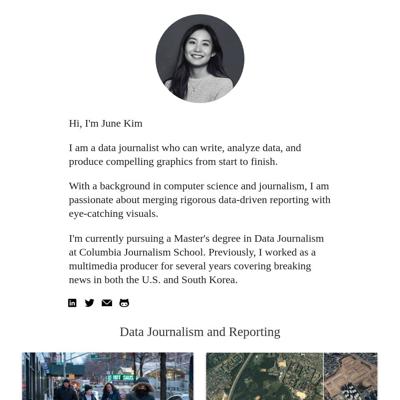 Hi, I'm June Kim
I am a data journalist who can write, analyze data, and
produce compelling graphics from start to finish.
With a background in computer science and journalism, I am
passionate about merging rigorous data-driven reporting with
eye-catching visuals.
I'm currently pursuing a Master's degree in Data Journalism
at Columbia Journalism School. Previously, I worked as a
multimedia producer for several years covering breaking
news in both the U.S. and South Korea.
Data Journalism and Reporting